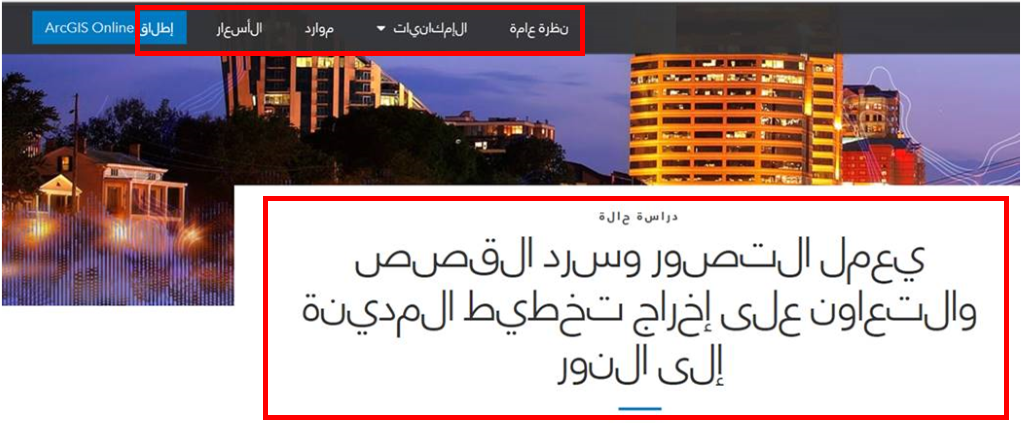 نظرة عامة
الإمكانيات
موارد
الأسعار
إطلاق ArcGIS Online
دراسة حالة
يعمل التصور وسرد القصص
والتعاون على إخراج تخطيط المدينة
إلى النور